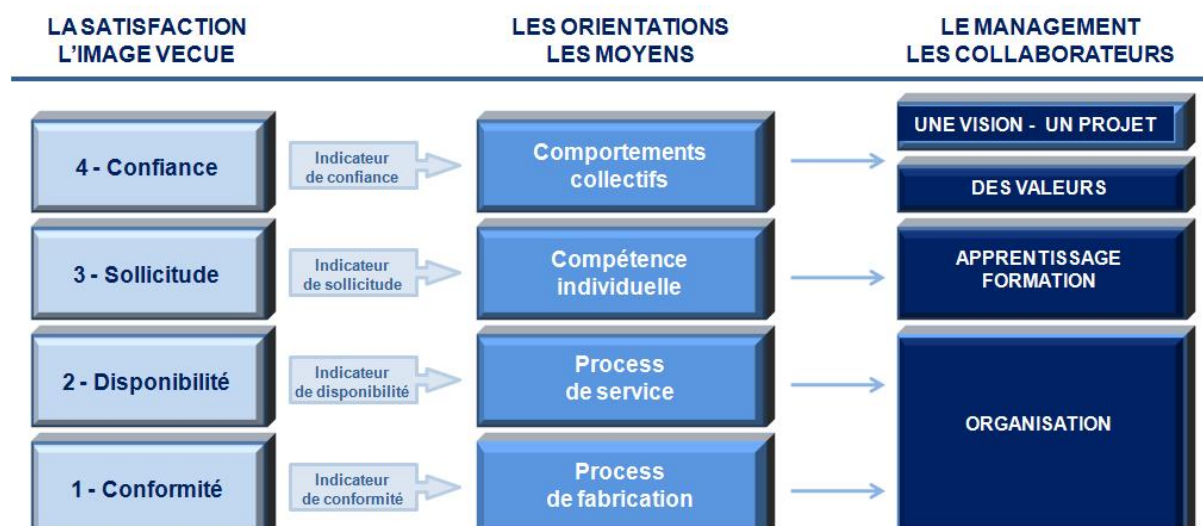 LA SATISFACTION
L'IMAGE VECUE
LES ORIENTATIONS
LES MOYENS
LE MANAGEMENT
LES COLLABORATEURS
4 - Confiance
Indicateur
de confiance
Comportements
collectifs
UNE VISION - UN PROJET
DES VALEURS
3 - Sollicitude
Indicateur
de sollicitude
Compétence
individuelle
APPRENTISSAGE
FORMATION
2 - Disponibilité
Indicateur
de disponibilité
Process
de service
ORGANISATION
1 - Conformité
Indicateur
de conformité
Process
de fabrication